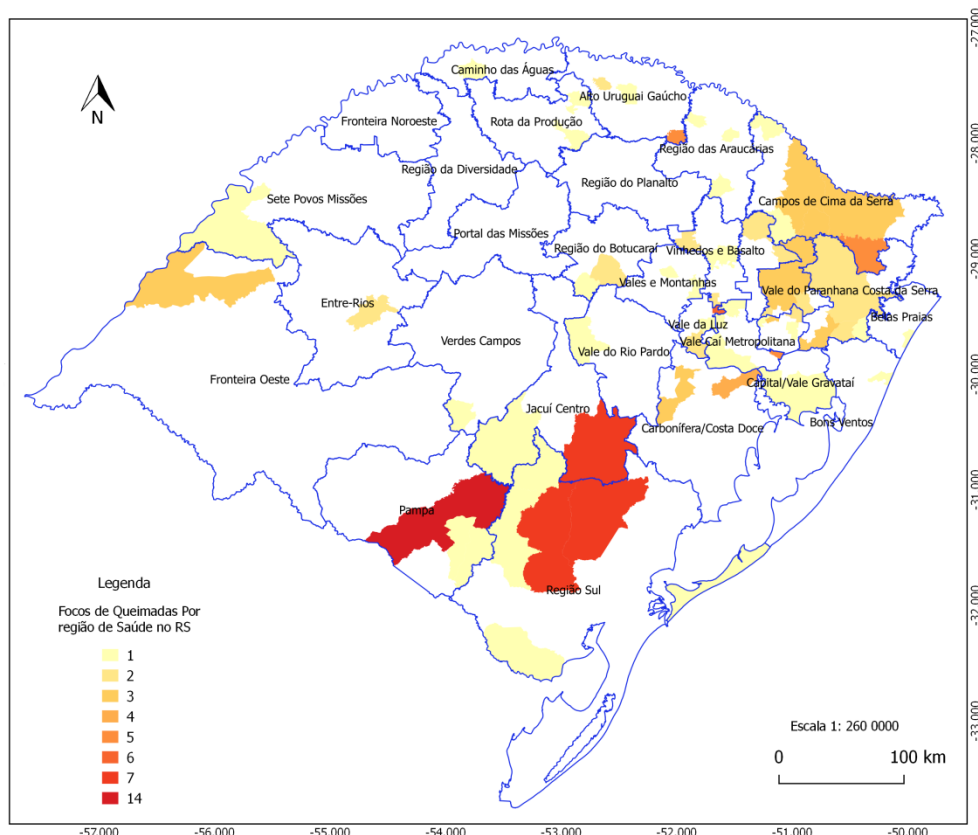 -27.000
Caminho das Águas
Alto Uruguai Gaúcho
N
Fronteira Noroeste
Rota da Produção
-28.000
Região das Araucárias
Região da Diversidade
Região do Planalto
Sete Povos Missões
Campos de Cima da Serra
Portal das Missões
Região do Botucaraí
Vinhedos e Basalto
-29.000
Vales e Montanhas
Vale do Paranhana Costa da Serra
Entre-Rios
Belas Praias
Vale da Luz
Verdes Campos
Vale-Caí Metropolitana
Vale do Rio Pardo
Fronteira Oeste
Capital/Vale Gravataí
-30.000
Jacuí Centro
Bons Ventos
Carbonífera/Costa Doce
Pampa
-31.000
Legenda
Região Sul
Focos de Queimadas Por
região de Saúde no RS
-32.000
1
2
3
4
5
6
7
14
Escala 1: 260 0000
-33.000
0 100 km
-57.000 -56.000 -55.000 -54.000 -53.000 -52.000 -51.000 -50.000